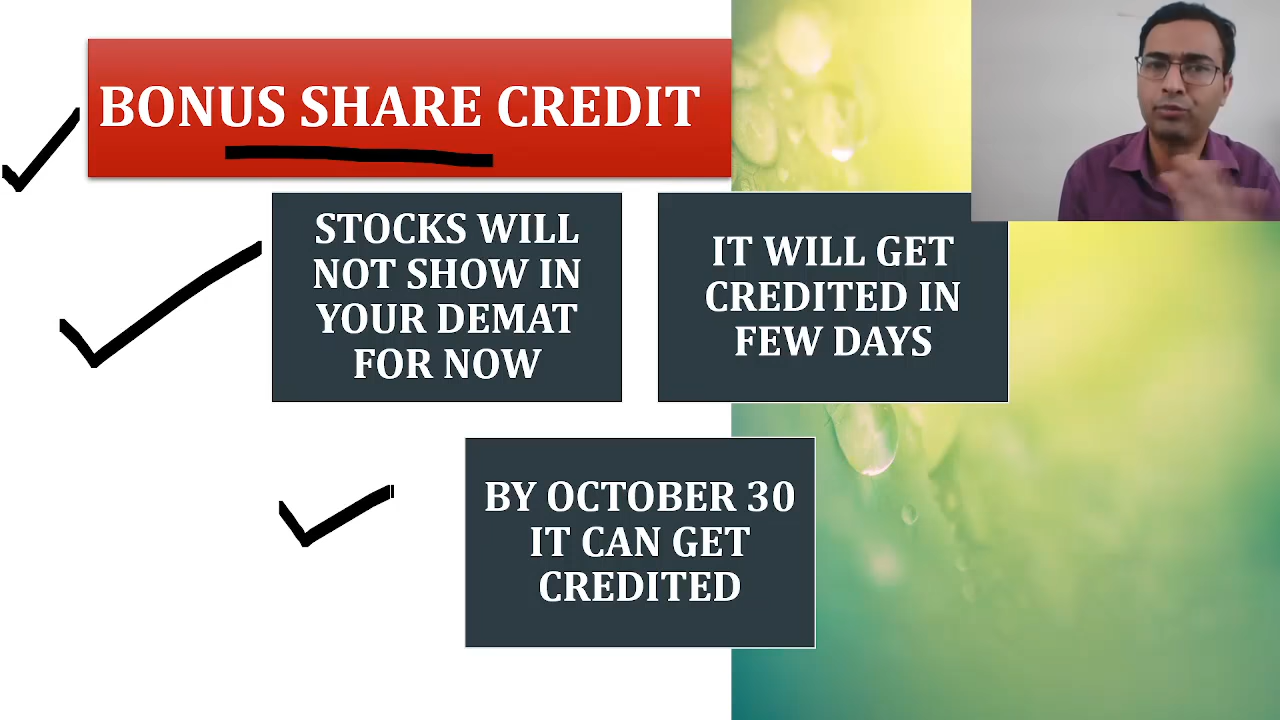 BONUS SHARE CREDIT
STOCKS WILL
NOT SHOW IN
YOUR DEMAT
FOR NOW
IT WILL GET
CREDITED IN
FEW DAYS
BY OCTOBER 30
IT CAN GET
CREDITED